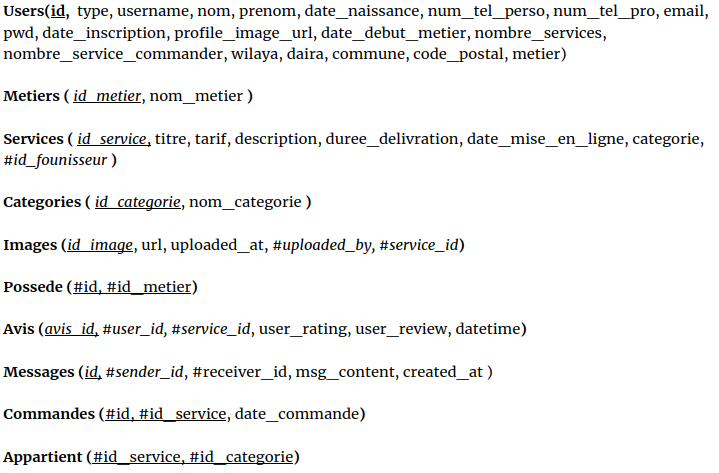 Users(id, type, username, nom, prenom, date_naissance, num_tel_perso, num_tel_pro, email,
pwd, date_inscription, profile_image_url, date_debut_metier, nombre_services,
nombre_service_commander, wilaya, daira, commune, code_postal, metier)
Metiers ( id_metier, nom_metier )
Services ( id_service, titre, tarif, description, duree_delivration, date_mise_en_ligne, categorie,
#id_founisseur )
Categories ( id_categorie, nom_categorie )
Images (id_image, url, uploaded_at, #uploaded_by, #service_id)
Possede (#id, #id_metier)
Avis (avis_id, #user_id, #service_id, user_rating, user_review, datetime)
Messages (id, #sender_id, #receiver_id, msg_content, created_at )
Commandes (#id, #id_service, date_commande)
Appartient (#id_service, #id_categorie)